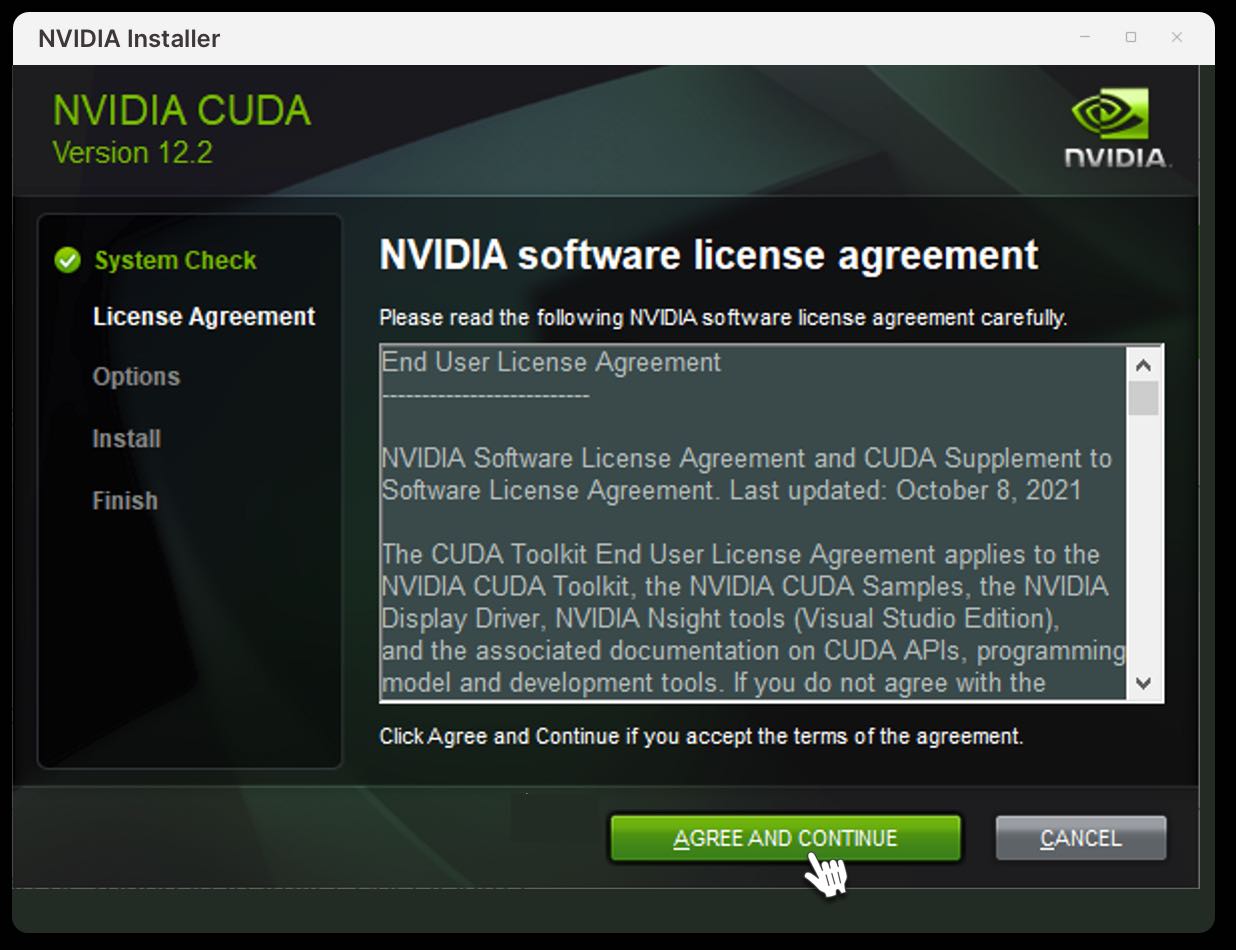 NVIDIA Installer
NVIDIA CUDA
Version 12.2
NVIDIA.
System Check
License Agreement
Options
Install
Finish
NVIDIA software license agreement
Please read the following NVIDIA software license agreement carefully.
End User License Agreement
--------------------------
NVIDIA Software License Agreement and CUDA Supplement to
Software License Agreement. Last updated: October 8, 2021
The CUDA Toolkit End User License Agreement applies to the
NVIDIA CUDA Toolkit, the NVIDIA CUDA Samples, the NVIDIA
Display Driver, NVIDIA Nsight tools (Visual Studio Edition),
and the associated documentation on CUDA APIs, programming
model and development tools. If you do not agree with the
Click Agree and Continue if you accept the terms of the agreement.
AGREE AND CONTINUE
CANCEL